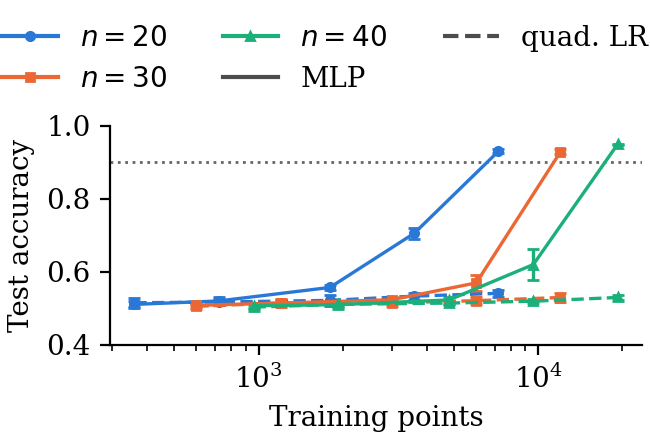 n = 20 n = 40 quad. LR
n = 30 MLP
1.0
0.8
0.6
0.4
Test accuracy
10³ 10⁴
Training points